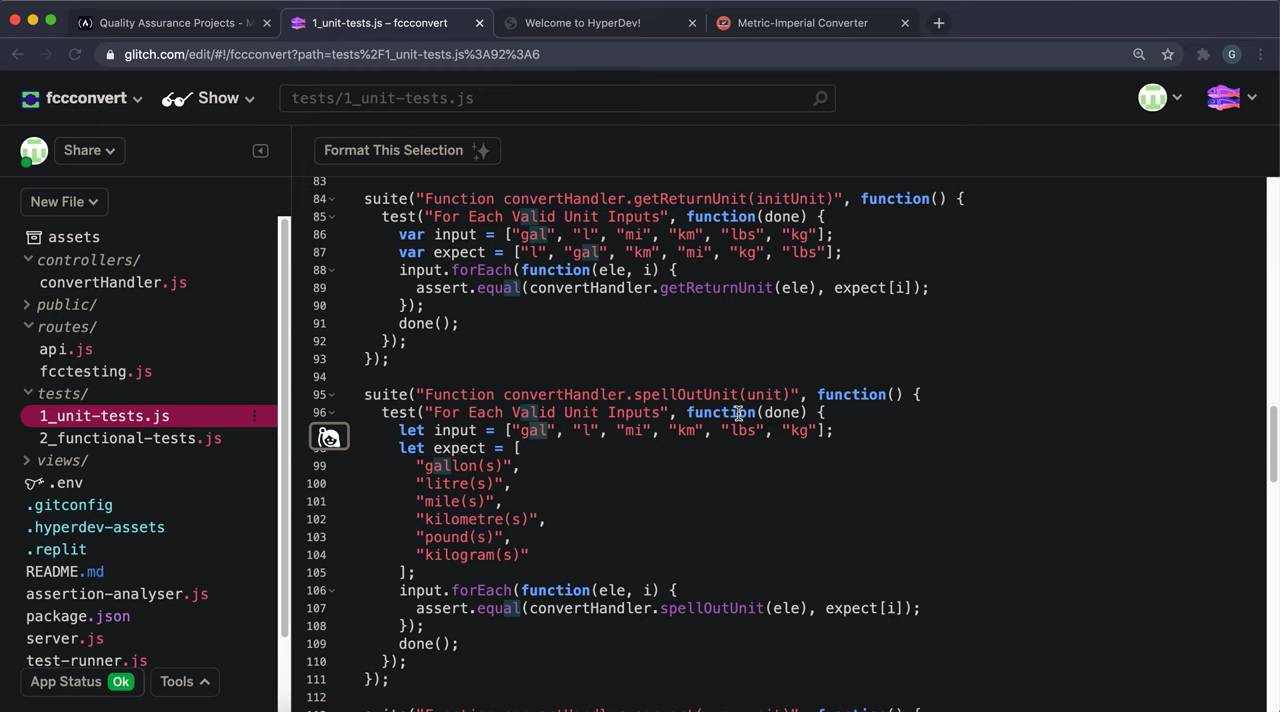 Quality Assurance Projects - M
1_unit-tests.js – fccconvert
Welcome to HyperDev!
Metric-Imperial Converter
glitch.com/edit/#!/fccconvert?path=tests%2F1_unit-tests.js%3A92%3A6
G
fccconvert
Show
tests/1_unit-tests.js
Share
Format This Selection
New File
assets
controllers/
convertHandler.js
public/
routes/
api.js
fcctesting.js
tests/
1_unit-tests.js
2_functional-tests.js
views/
.env
.gitconfig
.hyperdev-assets
.replit
README.md
assertion-analyser.js
package.json
server.js
test-runner.js
App Status Ok
Tools
83
84 suite("Function convertHandler.getReturnUnit(initUnit)", function() {
85 test("For Each Valid Unit Inputs", function(done) {
86 var input = ["gal", "l", "mi", "km", "lbs", "kg"];
87 var expect = ["l", "gal", "km", "mi", "kg", "lbs"];
88 input.forEach(function(ele, i) {
89 assert.equal(convertHandler.getReturnUnit(ele), expect[i]);
90 });
91 done();
92 });
93 });
94
95 suite("Function convertHandler.spellOutUnit(unit)", function() {
96 test("For Each Valid Unit Inputs", function(done) {
let input = ["gal", "l", "mi", "km", "lbs", "kg"];
let expect = [
99 "gallon(s)",
100 "litre(s)",
101 "mile(s)",
102 "kilometre(s)",
103 "pound(s)",
104 "kilogram(s)"
105 ];
106 input.forEach(function(ele, i) {
107 assert.equal(convertHandler.spellOutUnit(ele), expect[i]);
108 });
109 done();
110 });
111 });
112